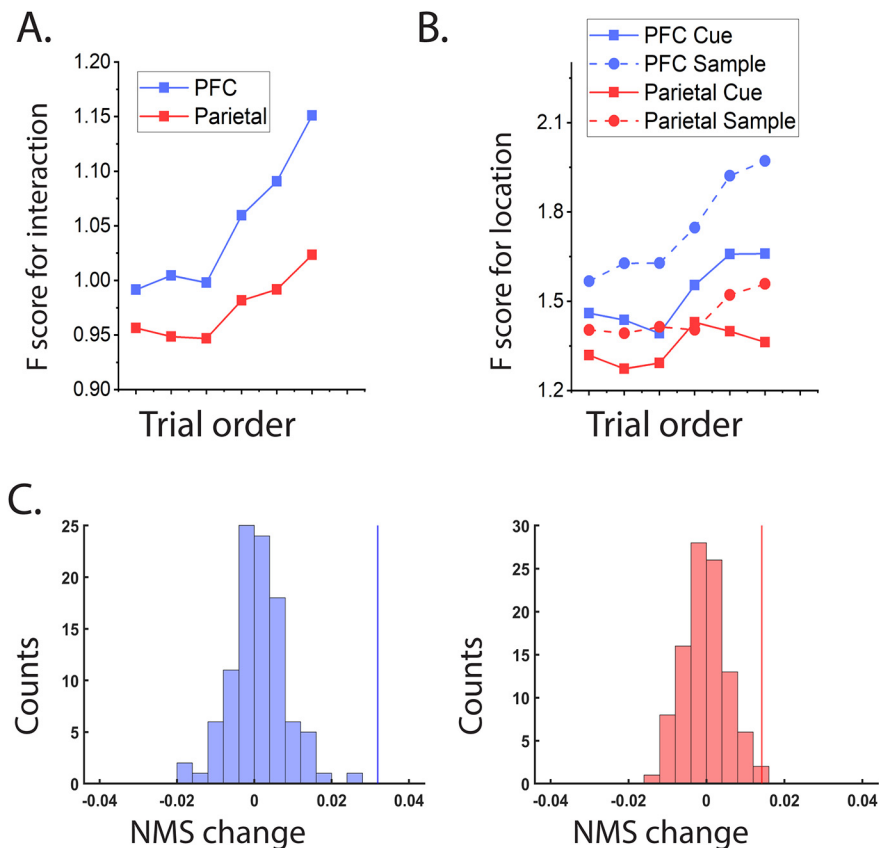 A.
PFC
Parietal
F score for interaction
1.20
1.15
1.10
1.05
1.00
0.95
0.90
Trial order
B.
PFC Cue
PFC Sample
Parietal Cue
Parietal Sample
F score for location
2.1
1.8
1.5
1.2
Trial order
C.
Counts
25
20
15
10
5
0
-0.04 -0.02 0 0.02 0.04
NMS change
Counts
30
25
20
15
10
5
0
-0.04 -0.02 0 0.02 0.04
NMS change